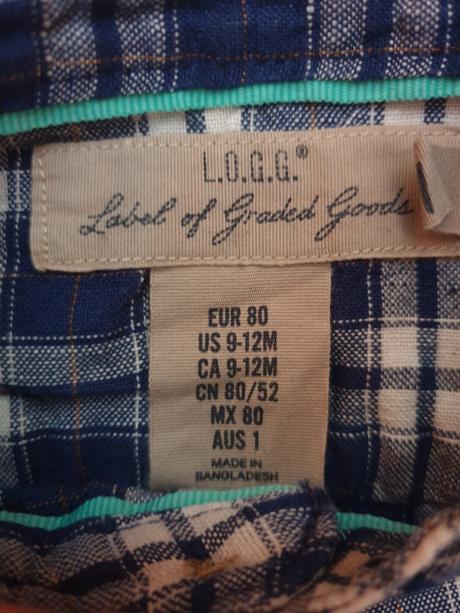 L.O.G.G.®
Label of Graded Goods
EUR 80
US 9-12M
CA 9-12M
CN 80/52
MX 80
AUS 1
MADE IN
BANGLADESH